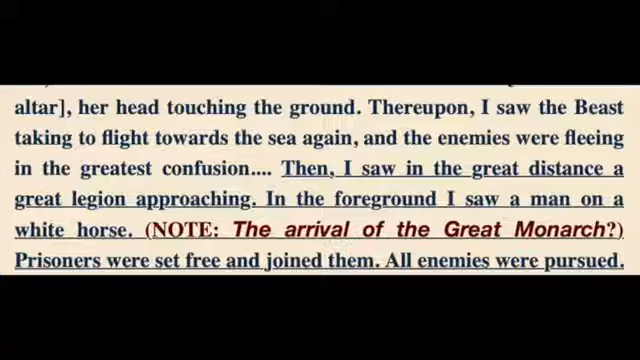 altar], her head touching the ground. Thereupon, I saw the Beast
taking to flight towards the sea again, and the enemies were fleeing
in the greatest confusion.... Then, I saw in the great distance a
great legion approaching. In the foreground I saw a man on a
white horse. (NOTE: The arrival of the Great Monarch?)
Prisoners were set free and joined them. All enemies were pursued.